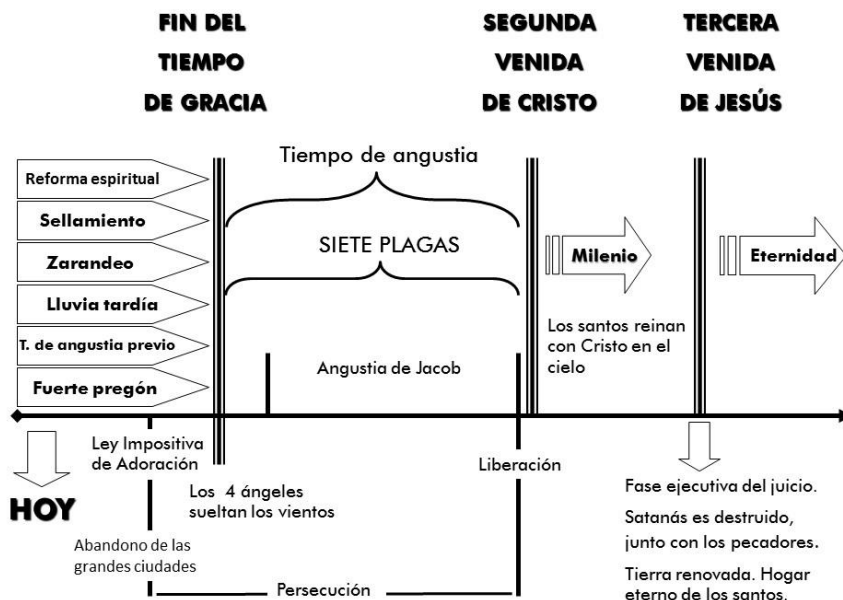 FIN DEL
TIEMPO
DE GRACIA
SEGUNDA
VENIDA
DE CRISTO
TERCERA
VENIDA
DE JESÚS
Reforma espiritual
Sellamiento
Zarandeo
Lluvia tardía
T. de angustia previo
Fuerte pregón
Tiempo de angustia
SIETE PLAGAS
Angustia de Jacob
Milenio
Los santos reinan
con Cristo en el
cielo
Eternidad
HOY
Ley Impositiva
de Adoración
Los 4 ángeles
sueltan los vientos
Abandono de las
grandes ciudades
Persecución
Liberación
Fase ejecutiva del juicio.
Satanás es destruido,
junto con los pecadores.
Tierra renovada. Hogar
eterno de los santos.